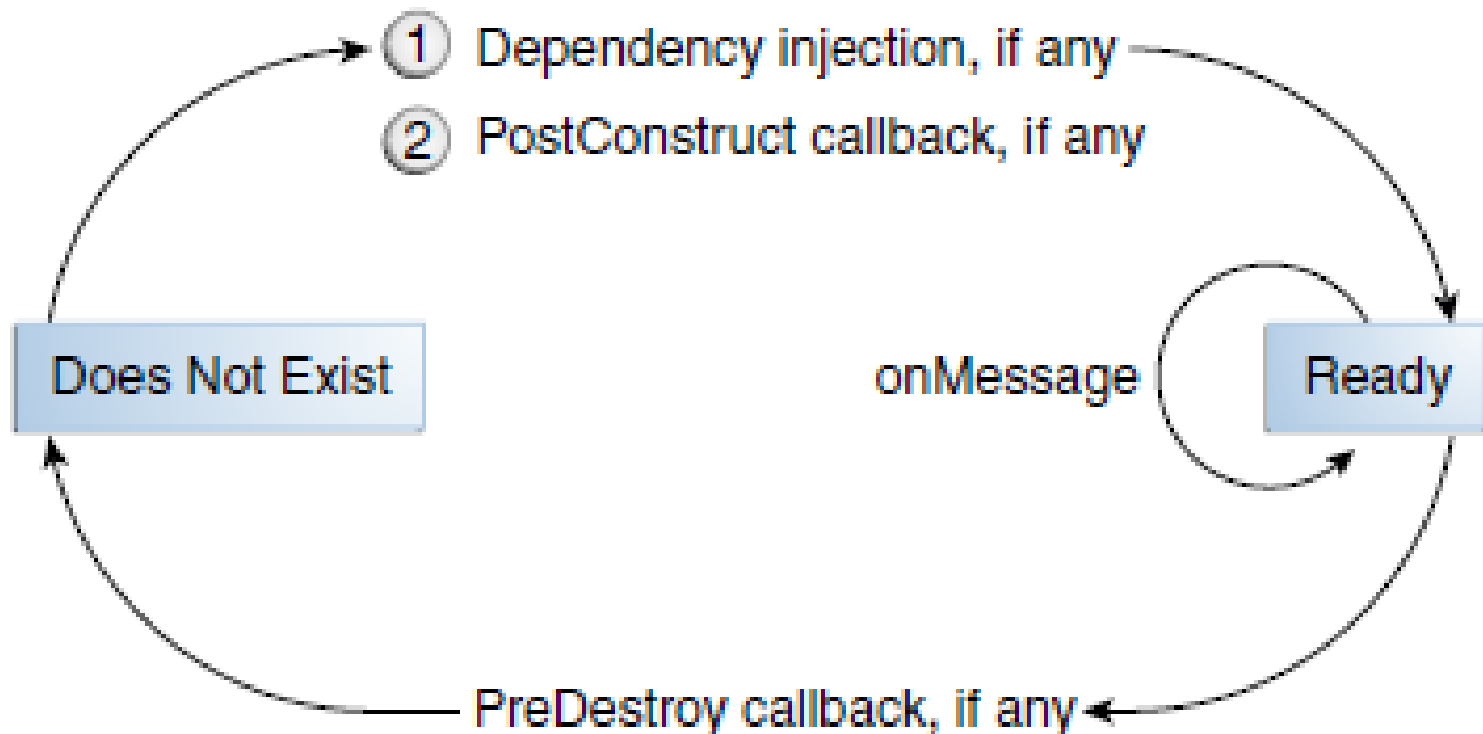 1 Dependency injection, if any
2 PostConstruct callback, if any
Does Not Exist
onMessage
Ready
PreDestroy callback, if any